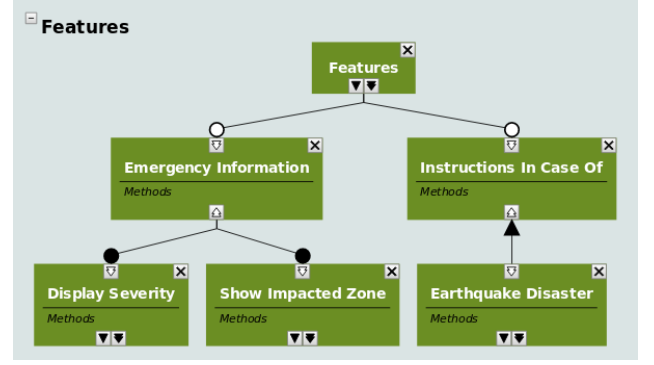 Features
Features
Emergency Information
Methods
Instructions In Case Of
Methods
Display Severity
Methods
Show Impacted Zone
Methods
Earthquake Disaster
Methods